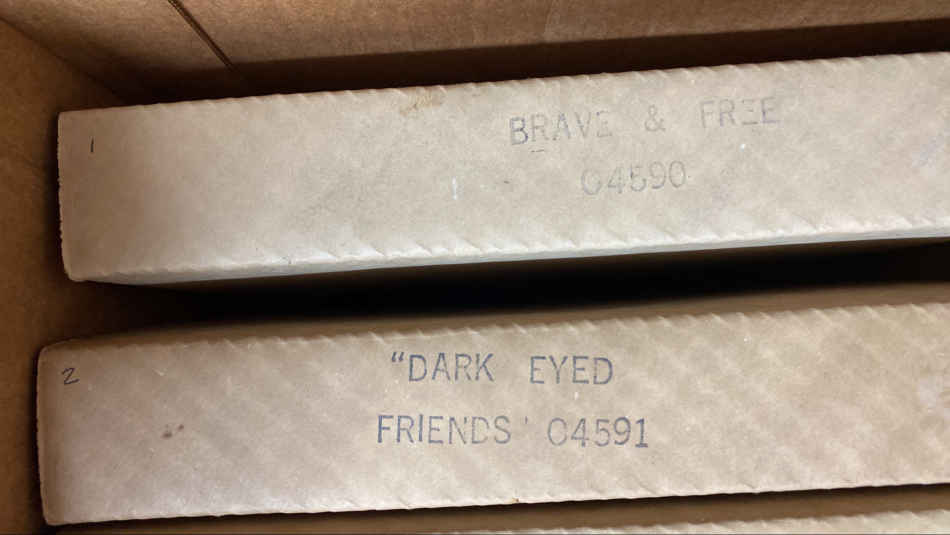 1
BRAVE & FREE
04590
2
“DARK EYED
FRIENDS' 04591